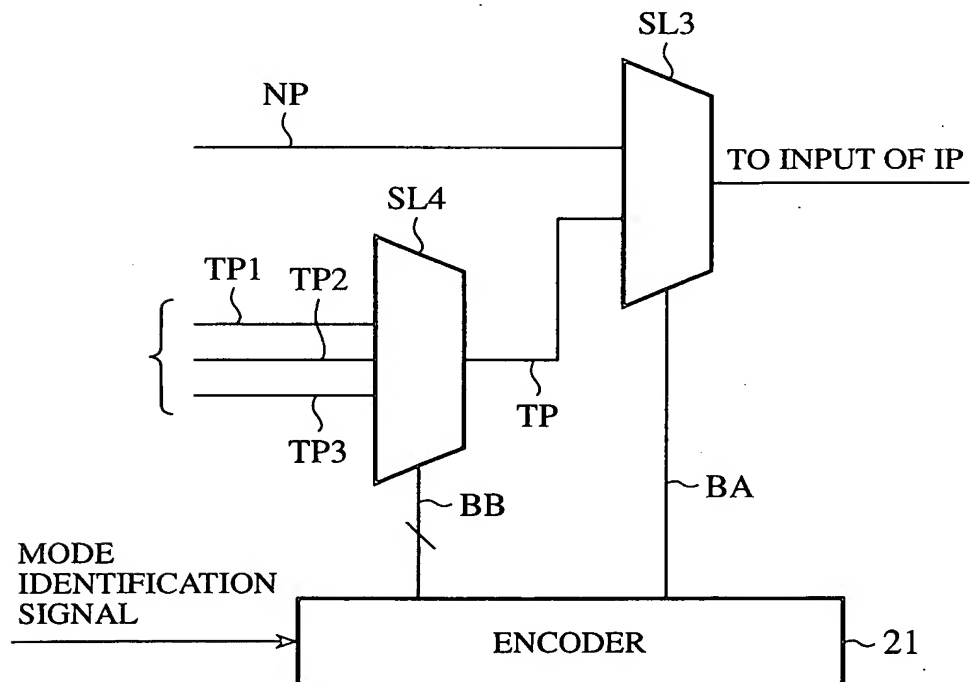 SL3
NP
TO INPUT OF IP
SL4
TP1
TP2
TP3
TP
BB
BA
MODE
IDENTIFICATION
SIGNAL
ENCODER
21